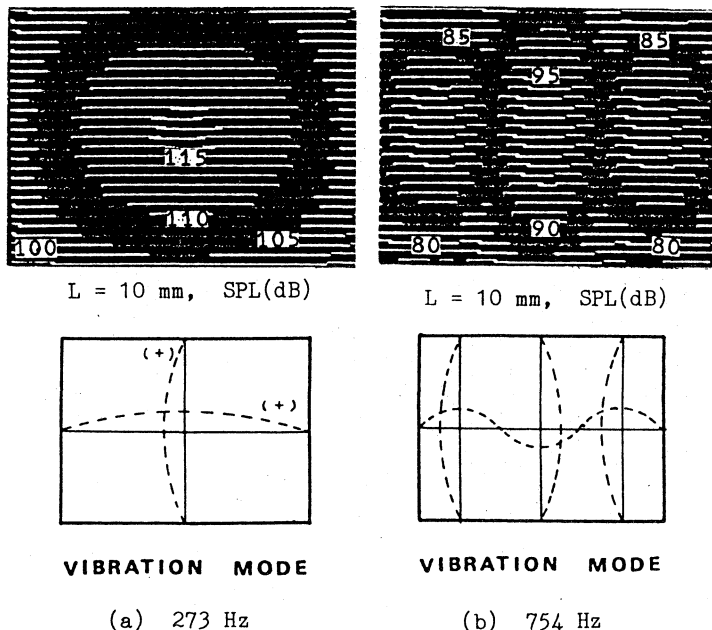 85 85
95
115
110 90
100 105 80 80
L = 10 mm, SPL(dB) L = 10 mm, SPL(dB)
(+)
(+)
VIBRATION MODE VIBRATION MODE
(a) 273 Hz (b) 754 Hz